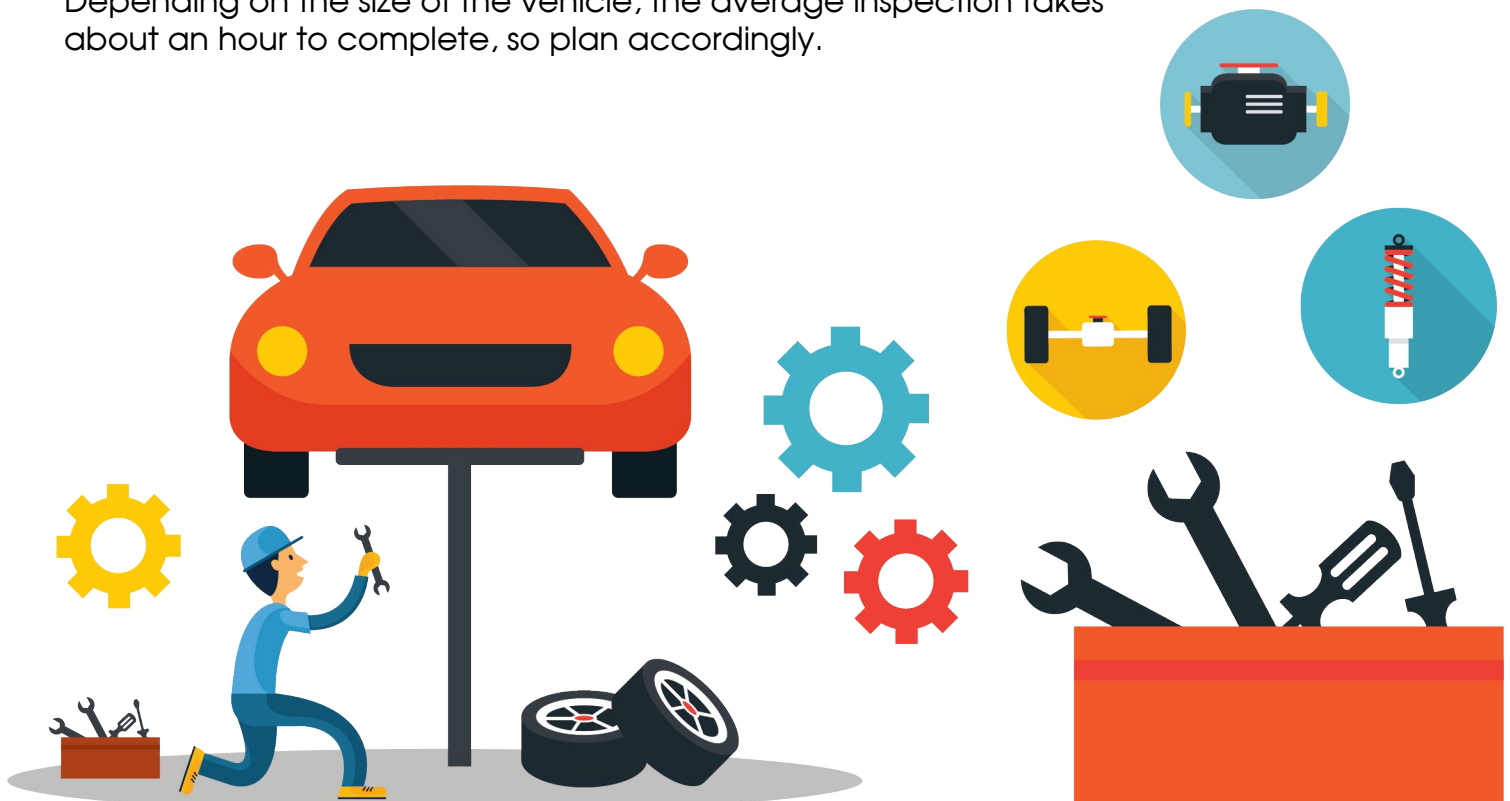 Depending on the size of the vehicle, the average inspection takes
about an hour to complete, so plan accordingly.